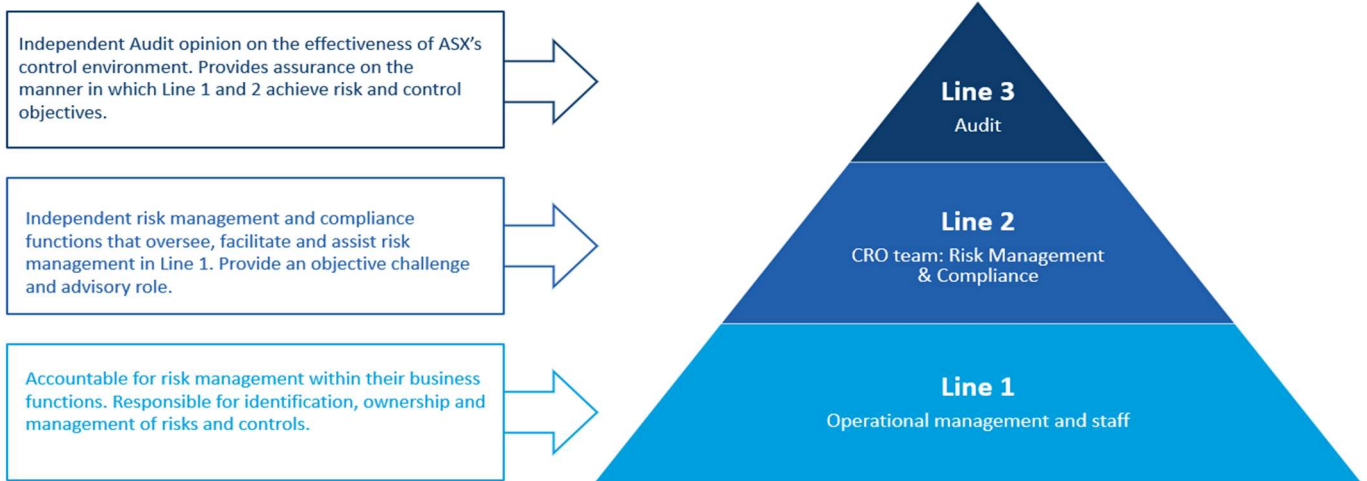 Independent Audit opinion on the effectiveness of ASX's
control environment. Provides assurance on the
manner in which Line 1 and 2 achieve risk and control
objectives.
Line 3
Audit
Independent risk management and compliance
functions that oversee, facilitate and assist risk
management in Line 1. Provide an objective challenge
and advisory role.
Line 2
CRO team: Risk Management
& Compliance
Accountable for risk management within their business
functions. Responsible for identification, ownership and
management of risks and controls.
Line 1
Operational management and staff